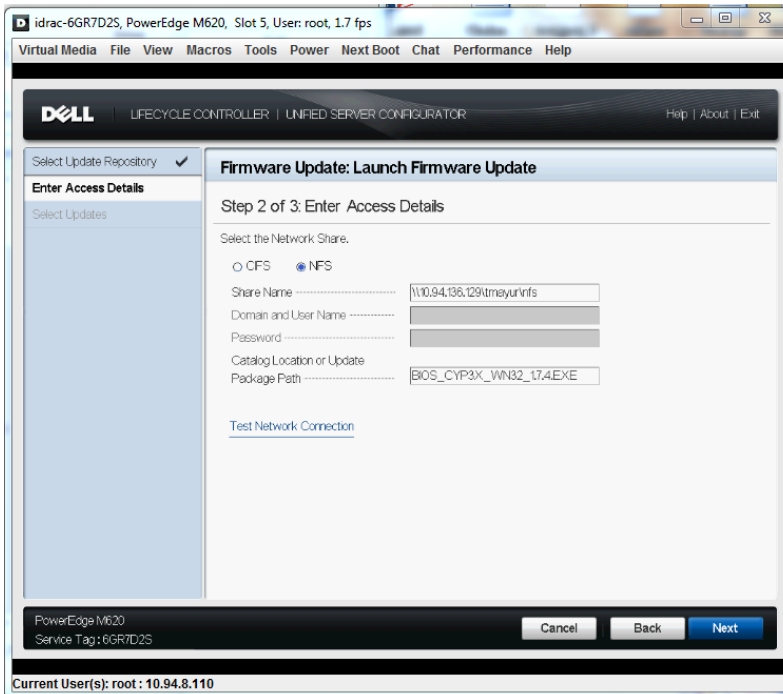 idrac-6GR7D2S, PowerEdge M620, Slot 5, User: root, 1.7 fps
Virtual Media File View Macros Tools Power Next Boot Chat Performance Help
DELL LIFECYCLE CONTROLLER | UNIFIED SERVER CONFIGURATOR Help | About | Exit
Select Update Repository
Enter Access Details
Select Updates
Firmware Update: Launch Firmware Update
Step 2 of 3: Enter Access Details
Select the Network Share.
CIFS NFS
Share Name \\10.94.136.129\tmayur\nfs
Domain and User Name
Password
Catalog Location or Update
Package Path BIOS_CYP3X_WN32_1.7.4.EXE
Test Network Connection
PowerEdge M620
Service Tag: 6GR7D2S
Cancel Back Next
Current User(s): root : 10.94.8.110